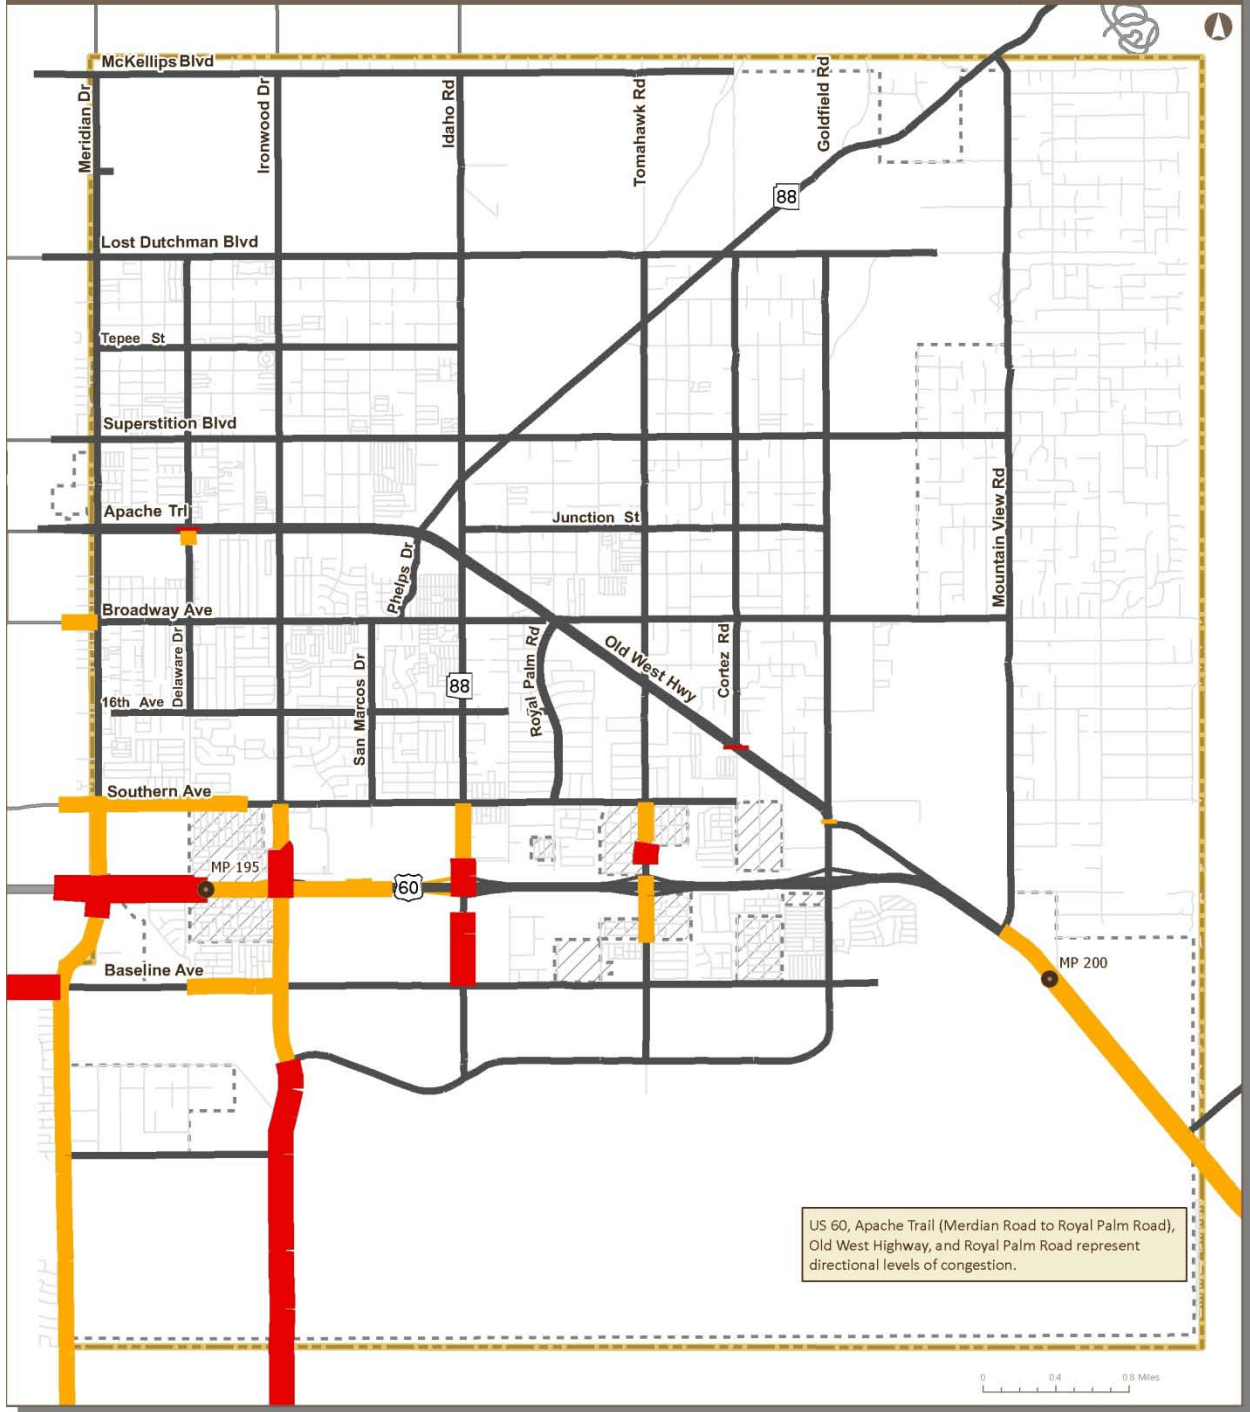 McKellips Blvd
Meridian Dr
Ironwood Dr
Idaho Rd
Tomahawk Rd
Goldfield Rd
88
Lost Dutchman Blvd
Tepee St
Superstition Blvd
Apache Trl
Junction St
Mountain View Rd
Phelps Dr
Broadway Ave
Delaware Dr
San Marcos Dr
88
Royal Palm Rd
Old West Hwy
Cortez Rd
16th Ave
Southern Ave
MP 195
60
Baseline Ave
MP 200
US 60, Apache Trail (Merdian Road to Royal Palm Road),
Old West Highway, and Royal Palm Road represent
directional levels of congestion.
0 0.4 0.8 Miles